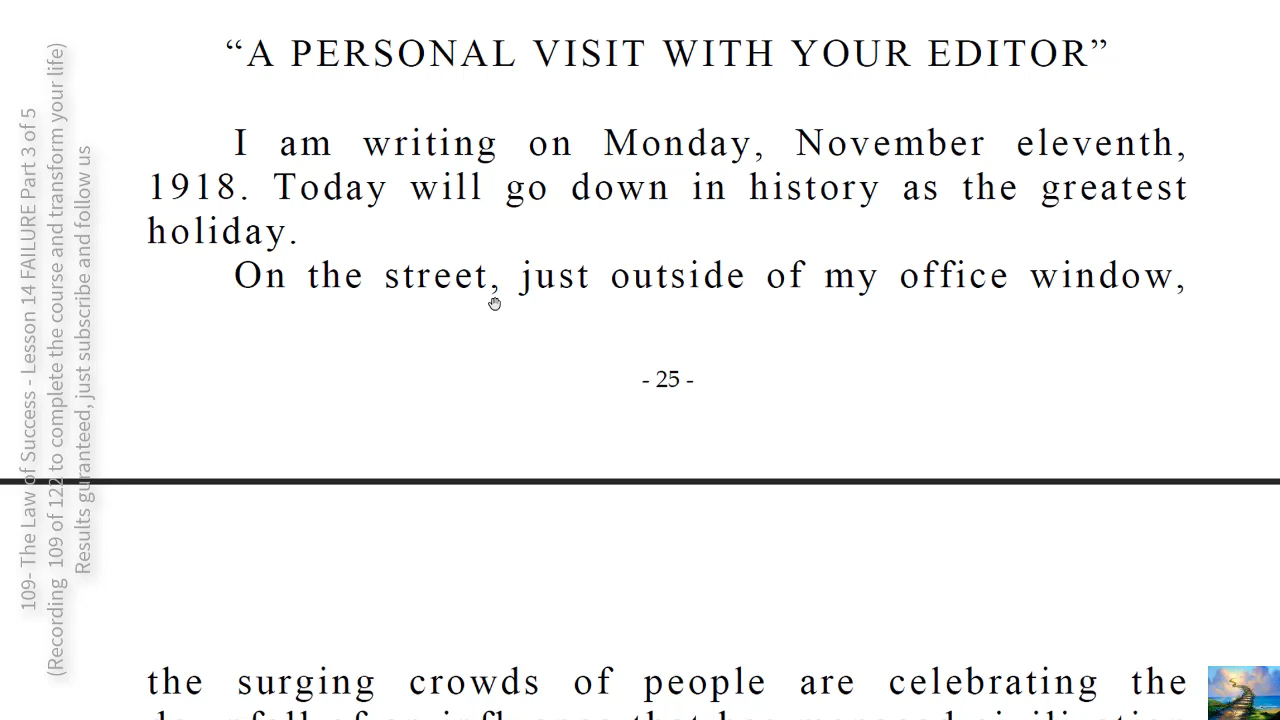 "A PERSONAL VISIT WITH YOUR EDITOR"
I am writing on Monday, November eleventh,
1918. Today will go down in history as the greatest
holiday.
On the street, just outside of my office window,
- 25 -
the surging crowds of people are celebrating the
109- The Law of Success - Lesson 14 FAILURE Part 3 of 5
(Recording 109 of 122 to complete the course and transform your life)
Results guranteed, just subscribe and follow us